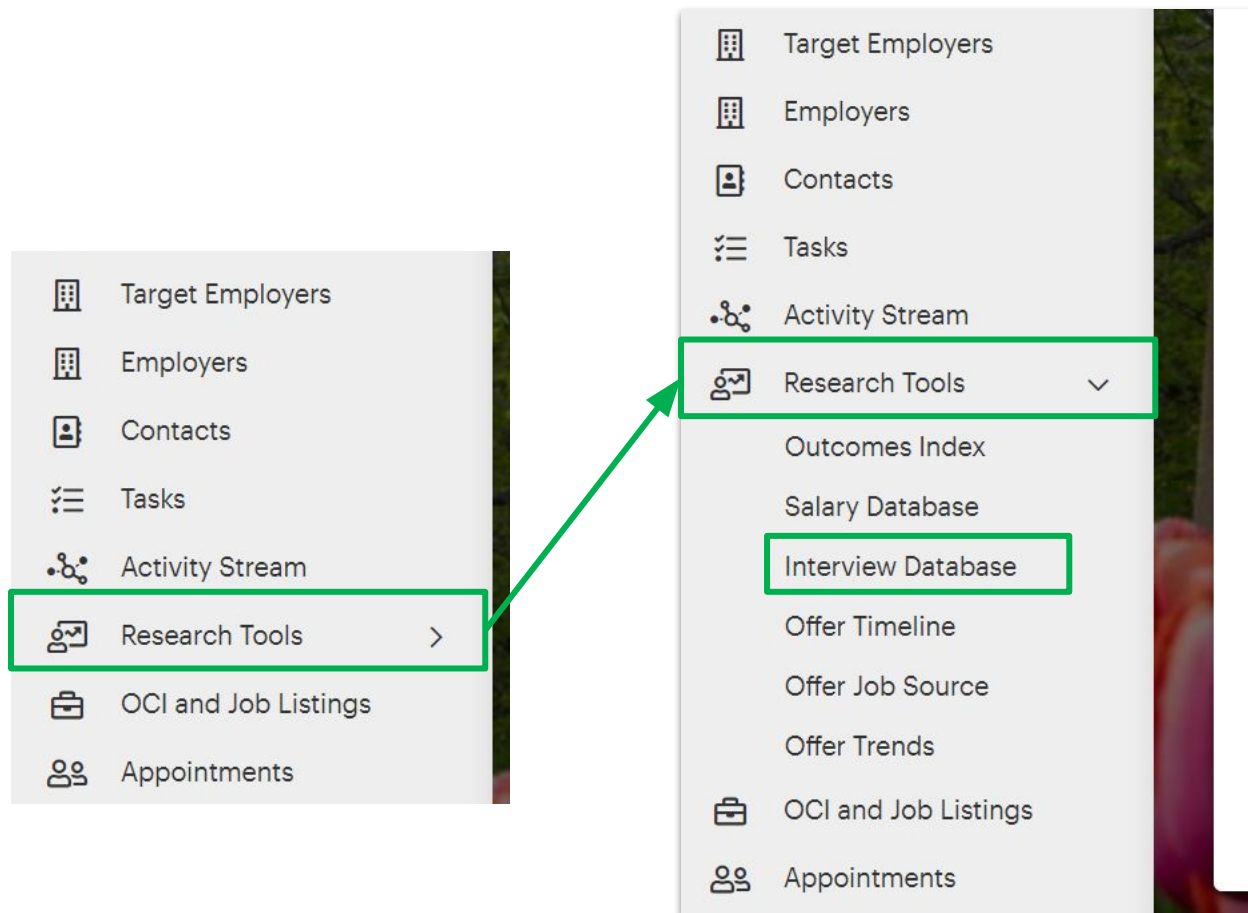 Target Employers
Employers
Contacts
Tasks
Activity Stream
Research Tools
OCI and Job Listings
Appointments
Target Employers
Employers
Contacts
Tasks
Activity Stream
Research Tools
Outcomes Index
Salary Database
Interview Database
Offer Timeline
Offer Job Source
Offer Trends
OCI and Job Listings
Appointments